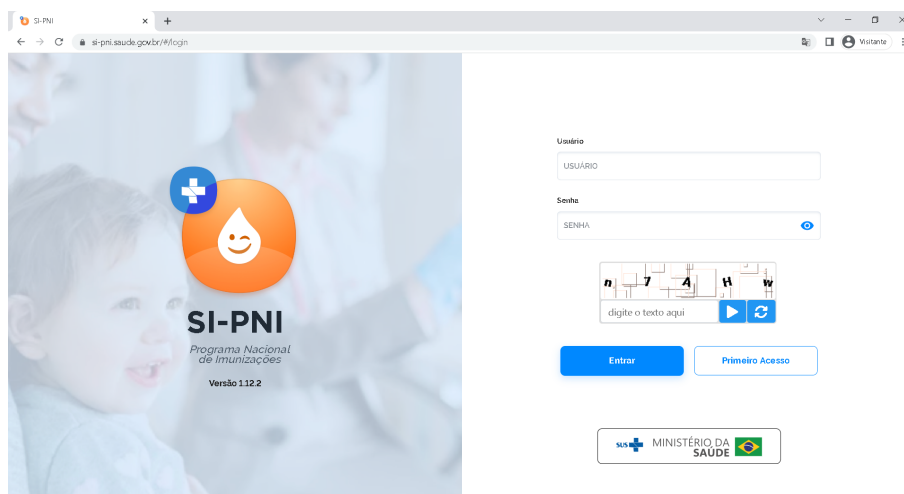 SI-PNI
si-pni.saude.gov.br/#/login
Visitante
SI-PNI
Programa Nacional
de Imunizações
Versão 1.12.2
Usuário
USUÁRIO
Senha
SENHA
n 7 A H w
digite o texto aqui
Entrar
Primeiro Acesso
SUS MINISTÉRIO DA
SAÚDE